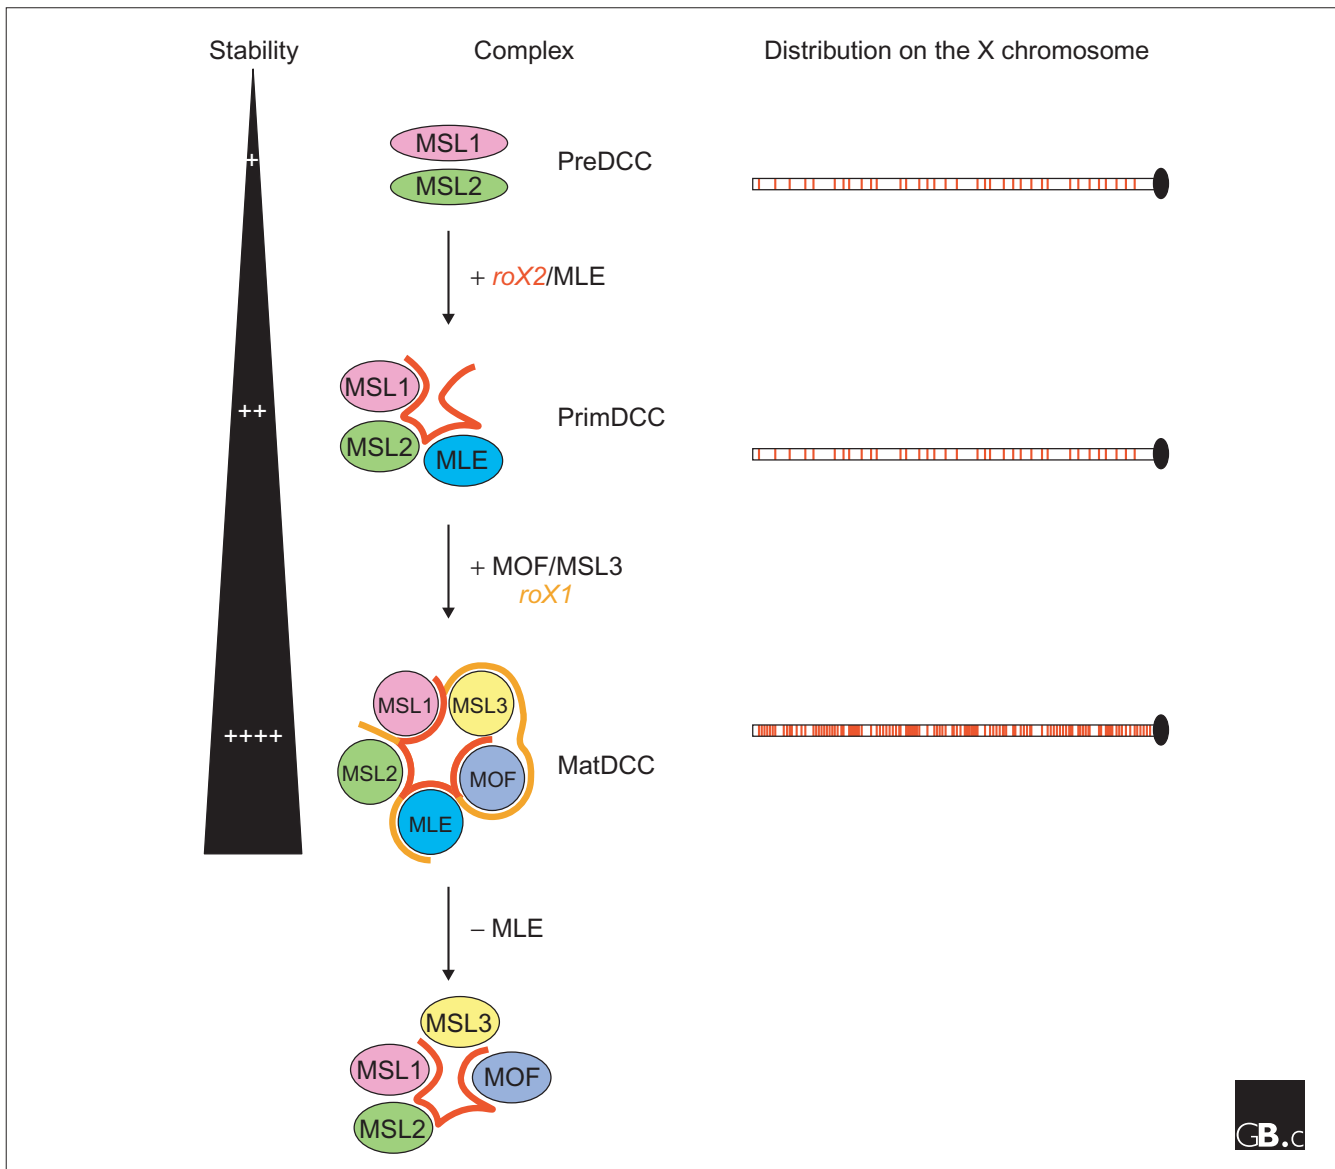 Stability Complex Distribution on the X chromosome
+
MSL1
MSL2
PreDCC
+ roX2/MLE
++
MSL1
MSL2
MLE
PrimDCC
+ MOF/MSL3
roX1
++++
MSL1
MSL3
MSL2
MOF
MLE
MatDCC
– MLE
MSL3
MSL1
MOF
MSL2
GB.c